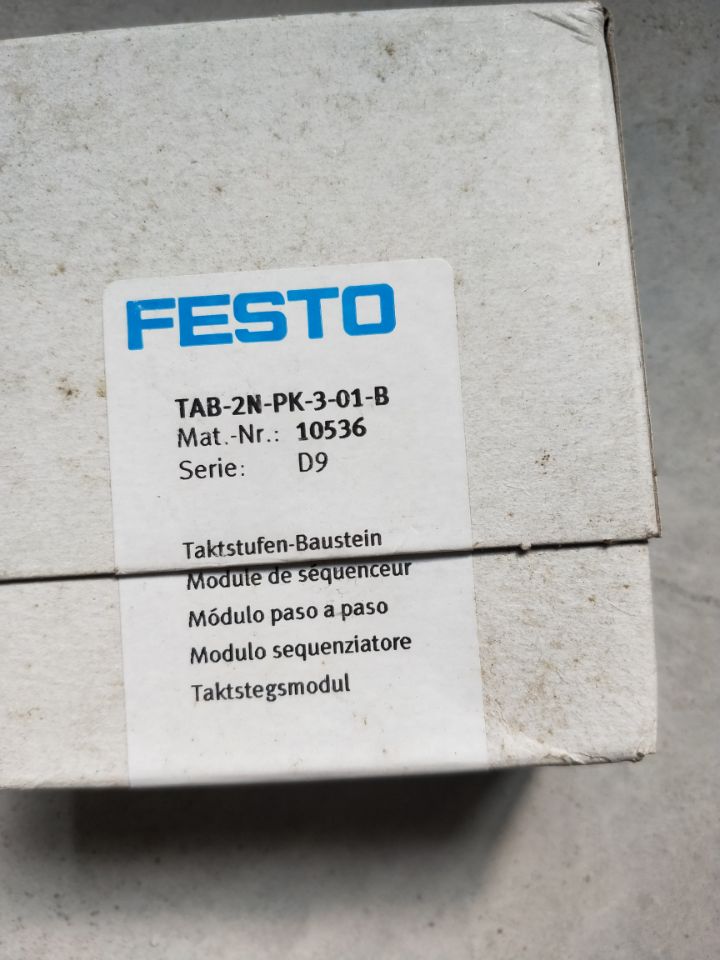 FESTO
TAB-2N-PK-3-01-B
Mat.-Nr.: 10536
Serie: D9
Taktstufen-Baustein
Module de séquenceur
Módulo paso a paso
Modulo sequenziatore
Taktstegsmodul